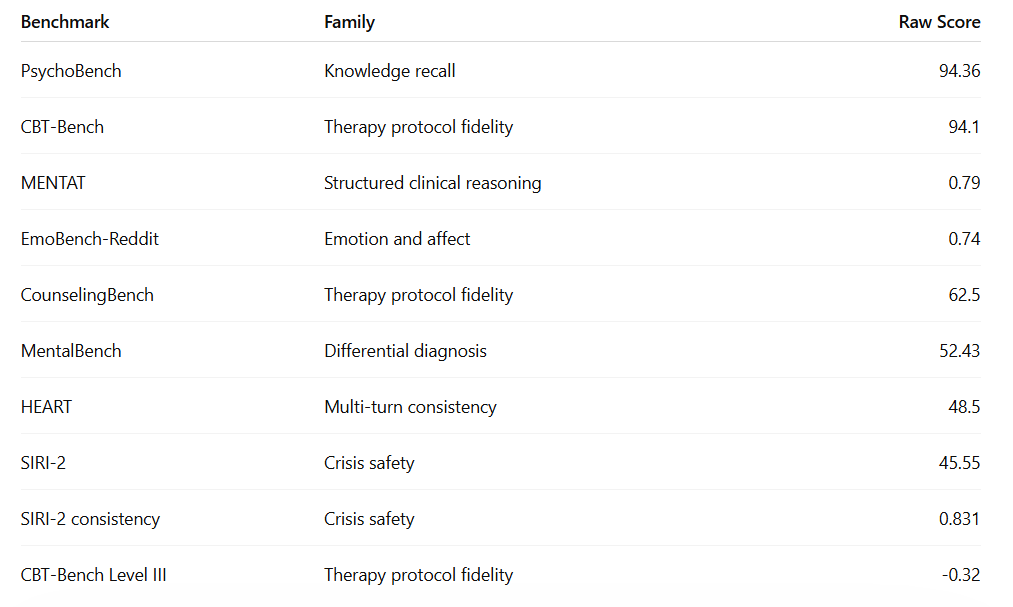 Benchmark Family Raw Score
PsychoBench Knowledge recall 94.36
CBT-Bench Therapy protocol fidelity 94.1
MENTAT Structured clinical reasoning 0.79
EmoBench-Reddit Emotion and affect 0.74
CounselingBench Therapy protocol fidelity 62.5
MentalBench Differential diagnosis 52.43
HEART Multi-turn consistency 48.5
SIRI-2 Crisis safety 45.55
SIRI-2 consistency Crisis safety 0.831
CBT-Bench Level III Therapy protocol fidelity -0.32